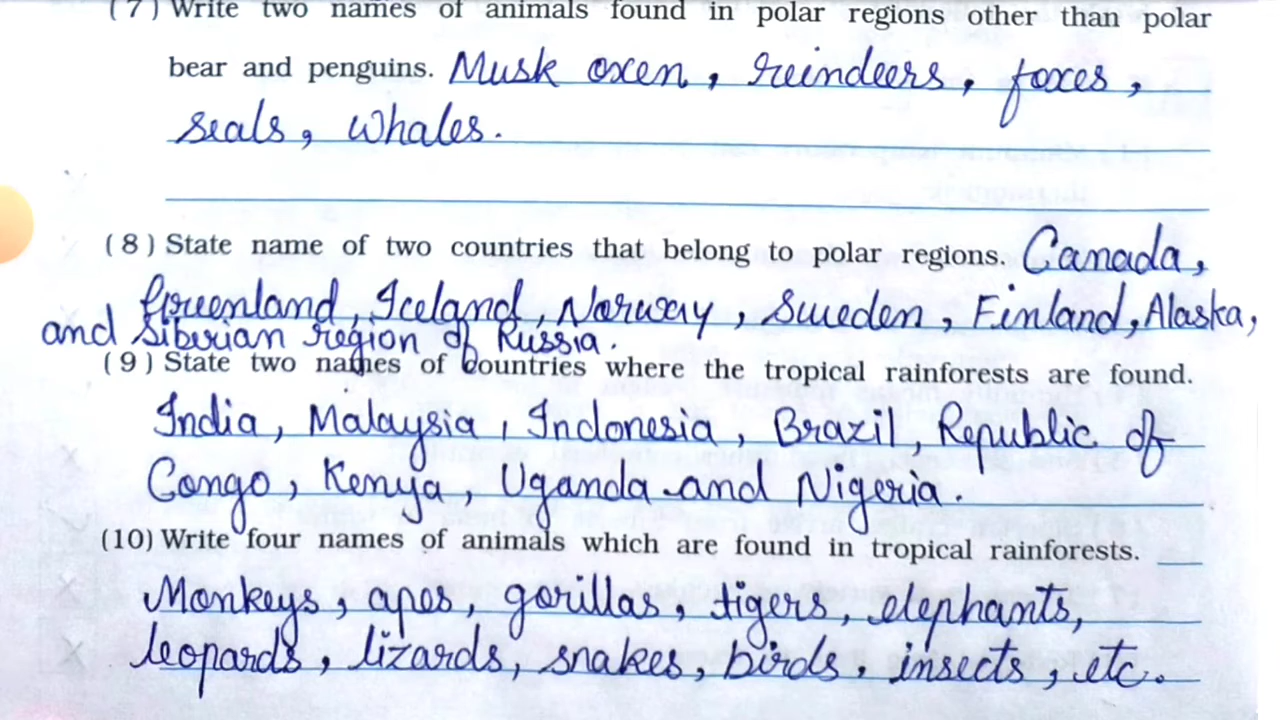 ( 7 ) Write two names of animals found in polar regions other than polar
bear and penguins. Musk oxen , reindeers , foxes ,
seals , Whales .
( 8 ) State name of two countries that belong to polar regions. Canada ,
Greenland , Iceland , Norway , Sweden , Finland , Alaska ,
and Siberian region of Russia .
( 9 ) State two names of countries where the tropical rainforests are found.
India , Malaysia , Indonesia , Brazil , Republic of
Congo , Kenya , Uganda and Nigeria .
(10) Write four names of animals which are found in tropical rainforests.
Monkeys , apes , gorillas , tigers , elephants ,
leopards , lizards , snakes , birds , insects , etc .